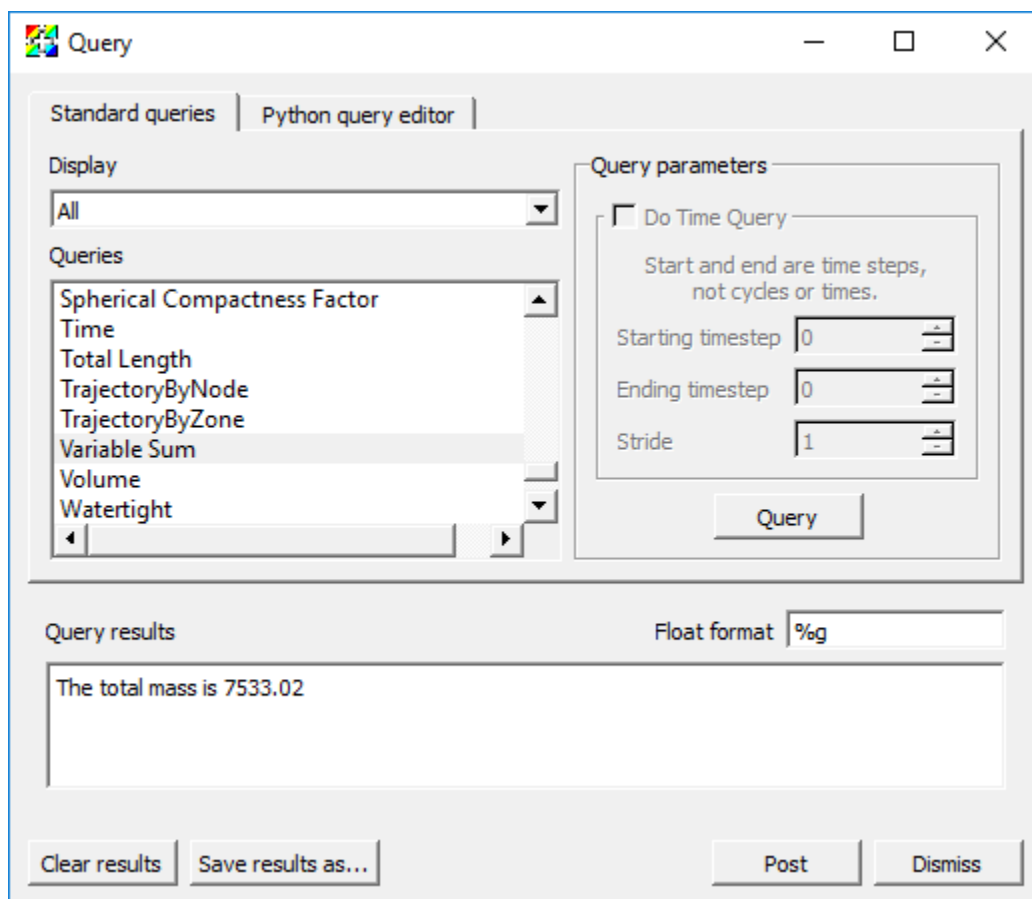 Query
Standard queries
Python query editor
Display
All
Queries
Spherical Compactness Factor
Time
Total Length
TrajectoryByNode
TrajectoryByZone
Variable Sum
Volume
Watertight
Query parameters
Do Time Query
Start and end are time steps,
not cycles or times.
Starting timestep 0
Ending timestep 0
Stride 1
Query
Query results
Float format %g
The total mass is 7533.02
Clear results
Save results as...
Post
Dismiss